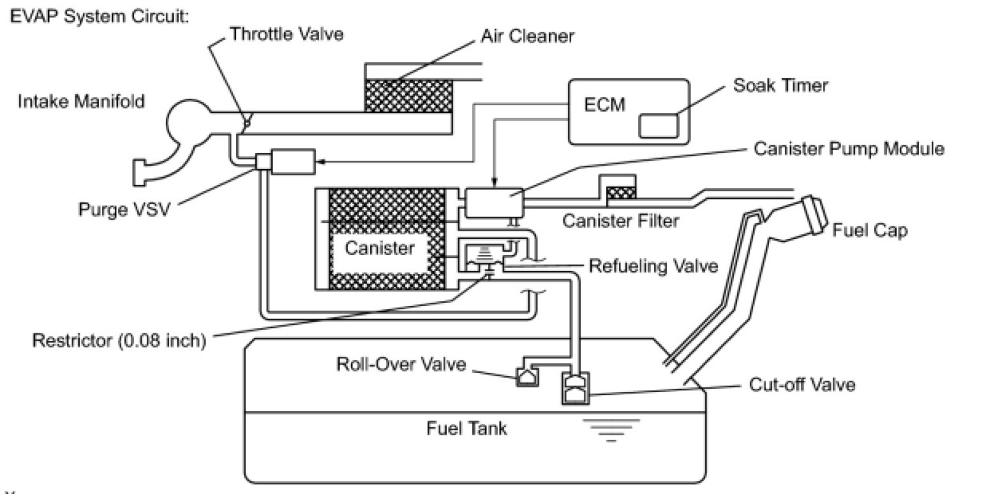 EVAP System Circuit:
Throttle Valve
Air Cleaner
Intake Manifold
ECM
Soak Timer
Canister Pump Module
Purge VSV
Canister Filter
Fuel Cap
Canister
Refueling Valve
Restrictor (0.08 inch)
Roll-Over Valve
Cut-off Valve
Fuel Tank